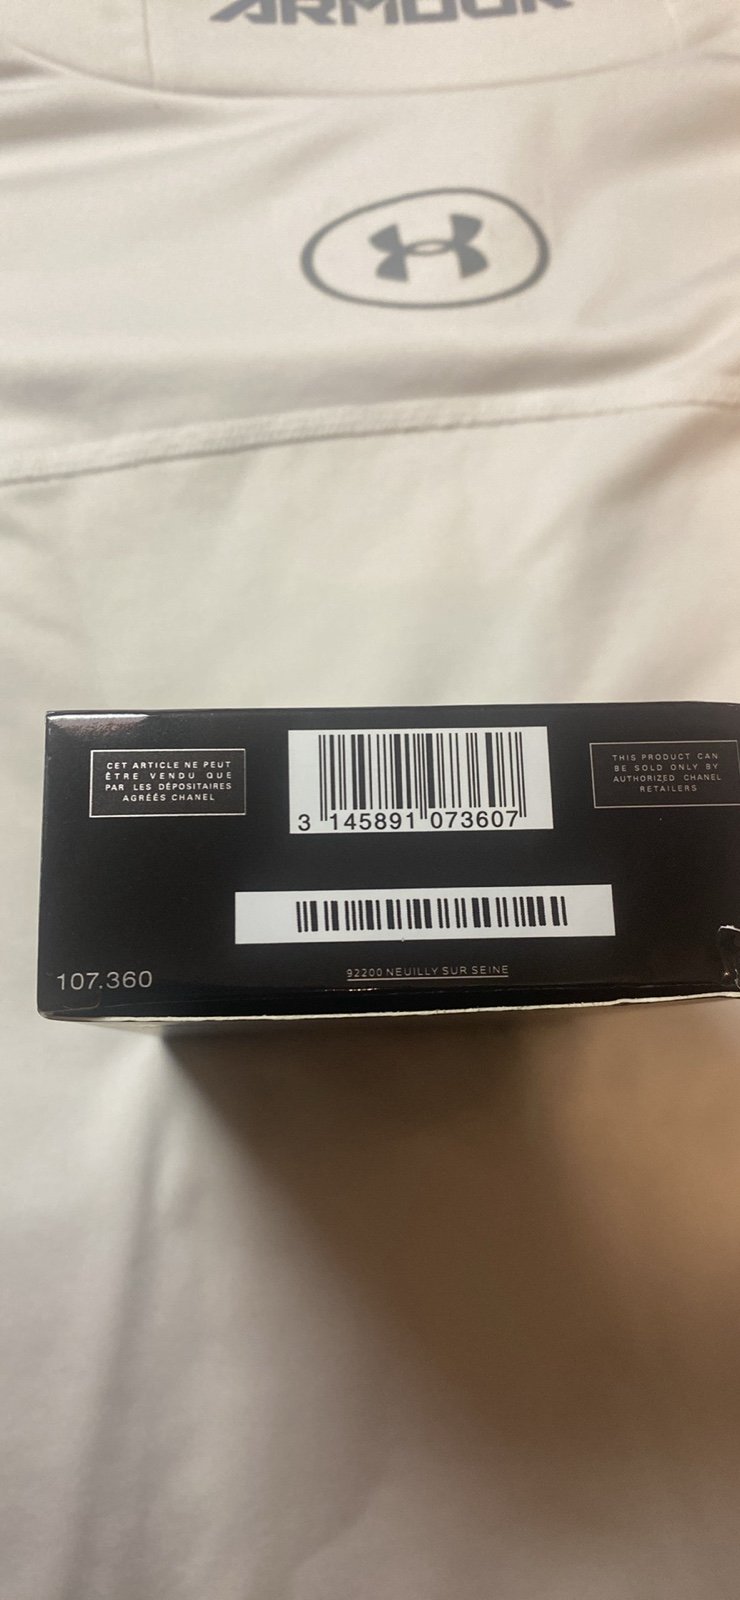 ARMOUR
CET ARTICLE NE PEUT
ÊTRE VENDU QUE
PAR LES DÉPOSITAIRES
AGRÉÉS CHANEL
3 145891 073607
THIS PRODUCT CAN
BE SOLD ONLY BY
AUTHORIZED CHANEL
RETAILERS
107.360
92200 NEUILLY SUR SEINE